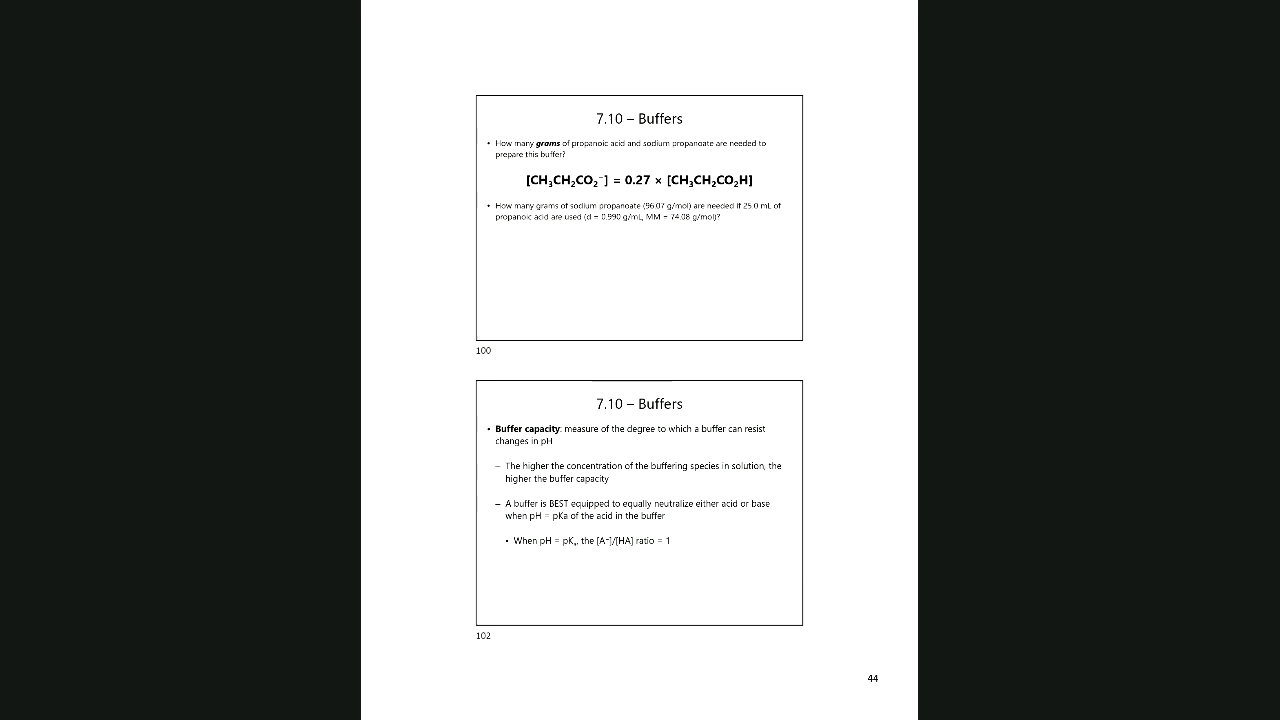 7.10 – Buffers
• How many grams of propanoic acid and sodium propanoate are needed to
prepare this buffer?
[CH₃CH₂CO₂⁻] = 0.27 × [CH₃CH₂CO₂H]
• How many grams of sodium propanoate (96.07 g/mol) are needed if 25.0 mL of
propanoic acid are used (d = 0.990 g/mL, MM = 74.08 g/mol)?
100
7.10 – Buffers
• Buffer capacity: measure of the degree to which a buffer can resist
changes in pH
– The higher the concentration of the buffering species in solution, the
higher the buffer capacity
– A buffer is BEST equipped to equally neutralize either acid or base
when pH = pKa of the acid in the buffer
• When pH = pKₐ, the [A⁻]/[HA] ratio = 1
102
44